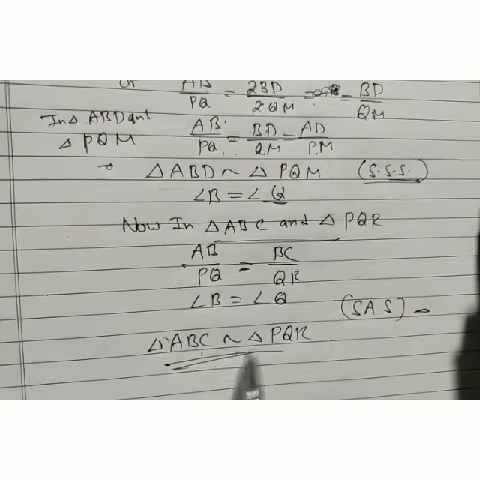 AB/PQ = 2BD/2QM = BD/QM
In △ ABD and
△ PQM
AB/PQ = BD/QM = AD/PM
△ ABD ~ △ PQM (S.S.S.)
∠B = ∠Q
Now In △ ABC and △ PQR
AB/PQ = BC/QR
∠B = ∠Q
(SAS)
△ ABC ~ △ PQR